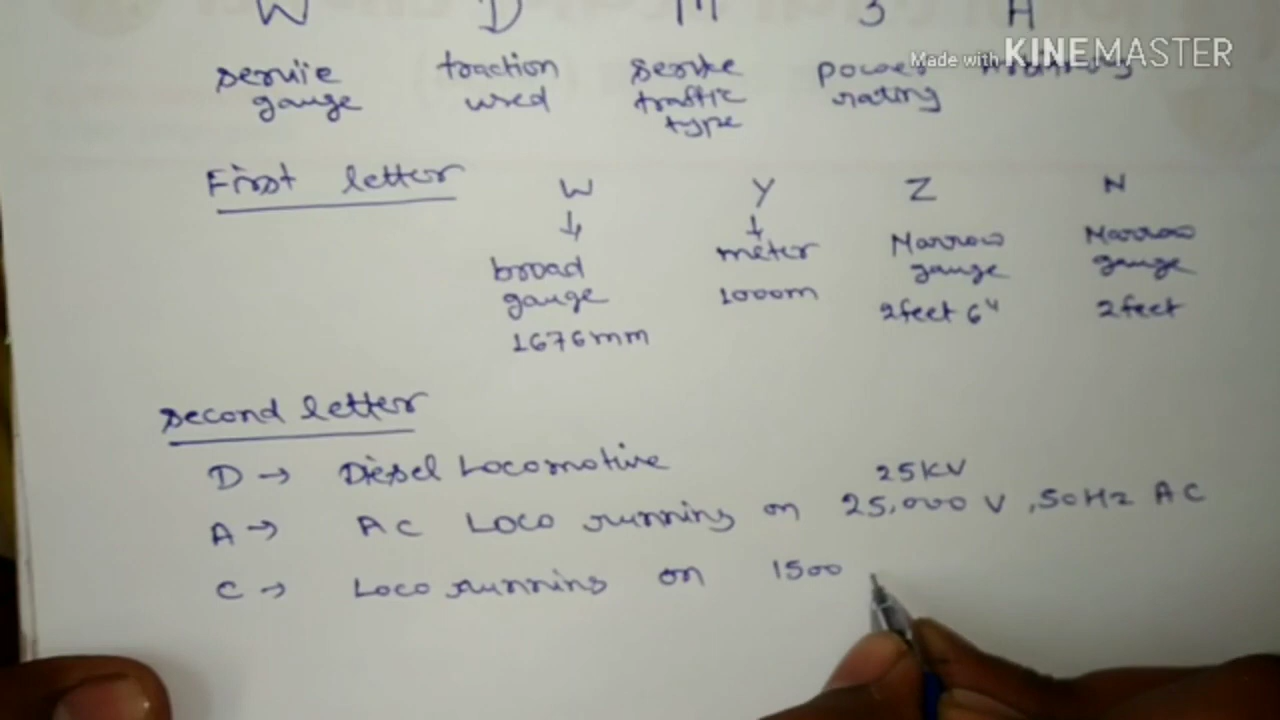 W D M 3 A
Made with KINEMASTER
service traction service power
gauge used traffic rating
type
First letter W Y Z N
broad meter Narrow Narrow
gauge 1000m gauge gauge
1676mm 2feet 6" 2feet
second letter
D → Diesel Locomotive
25KV
A → AC Loco running on 25,000 V, 50Hz AC
C → Loco running on 1500